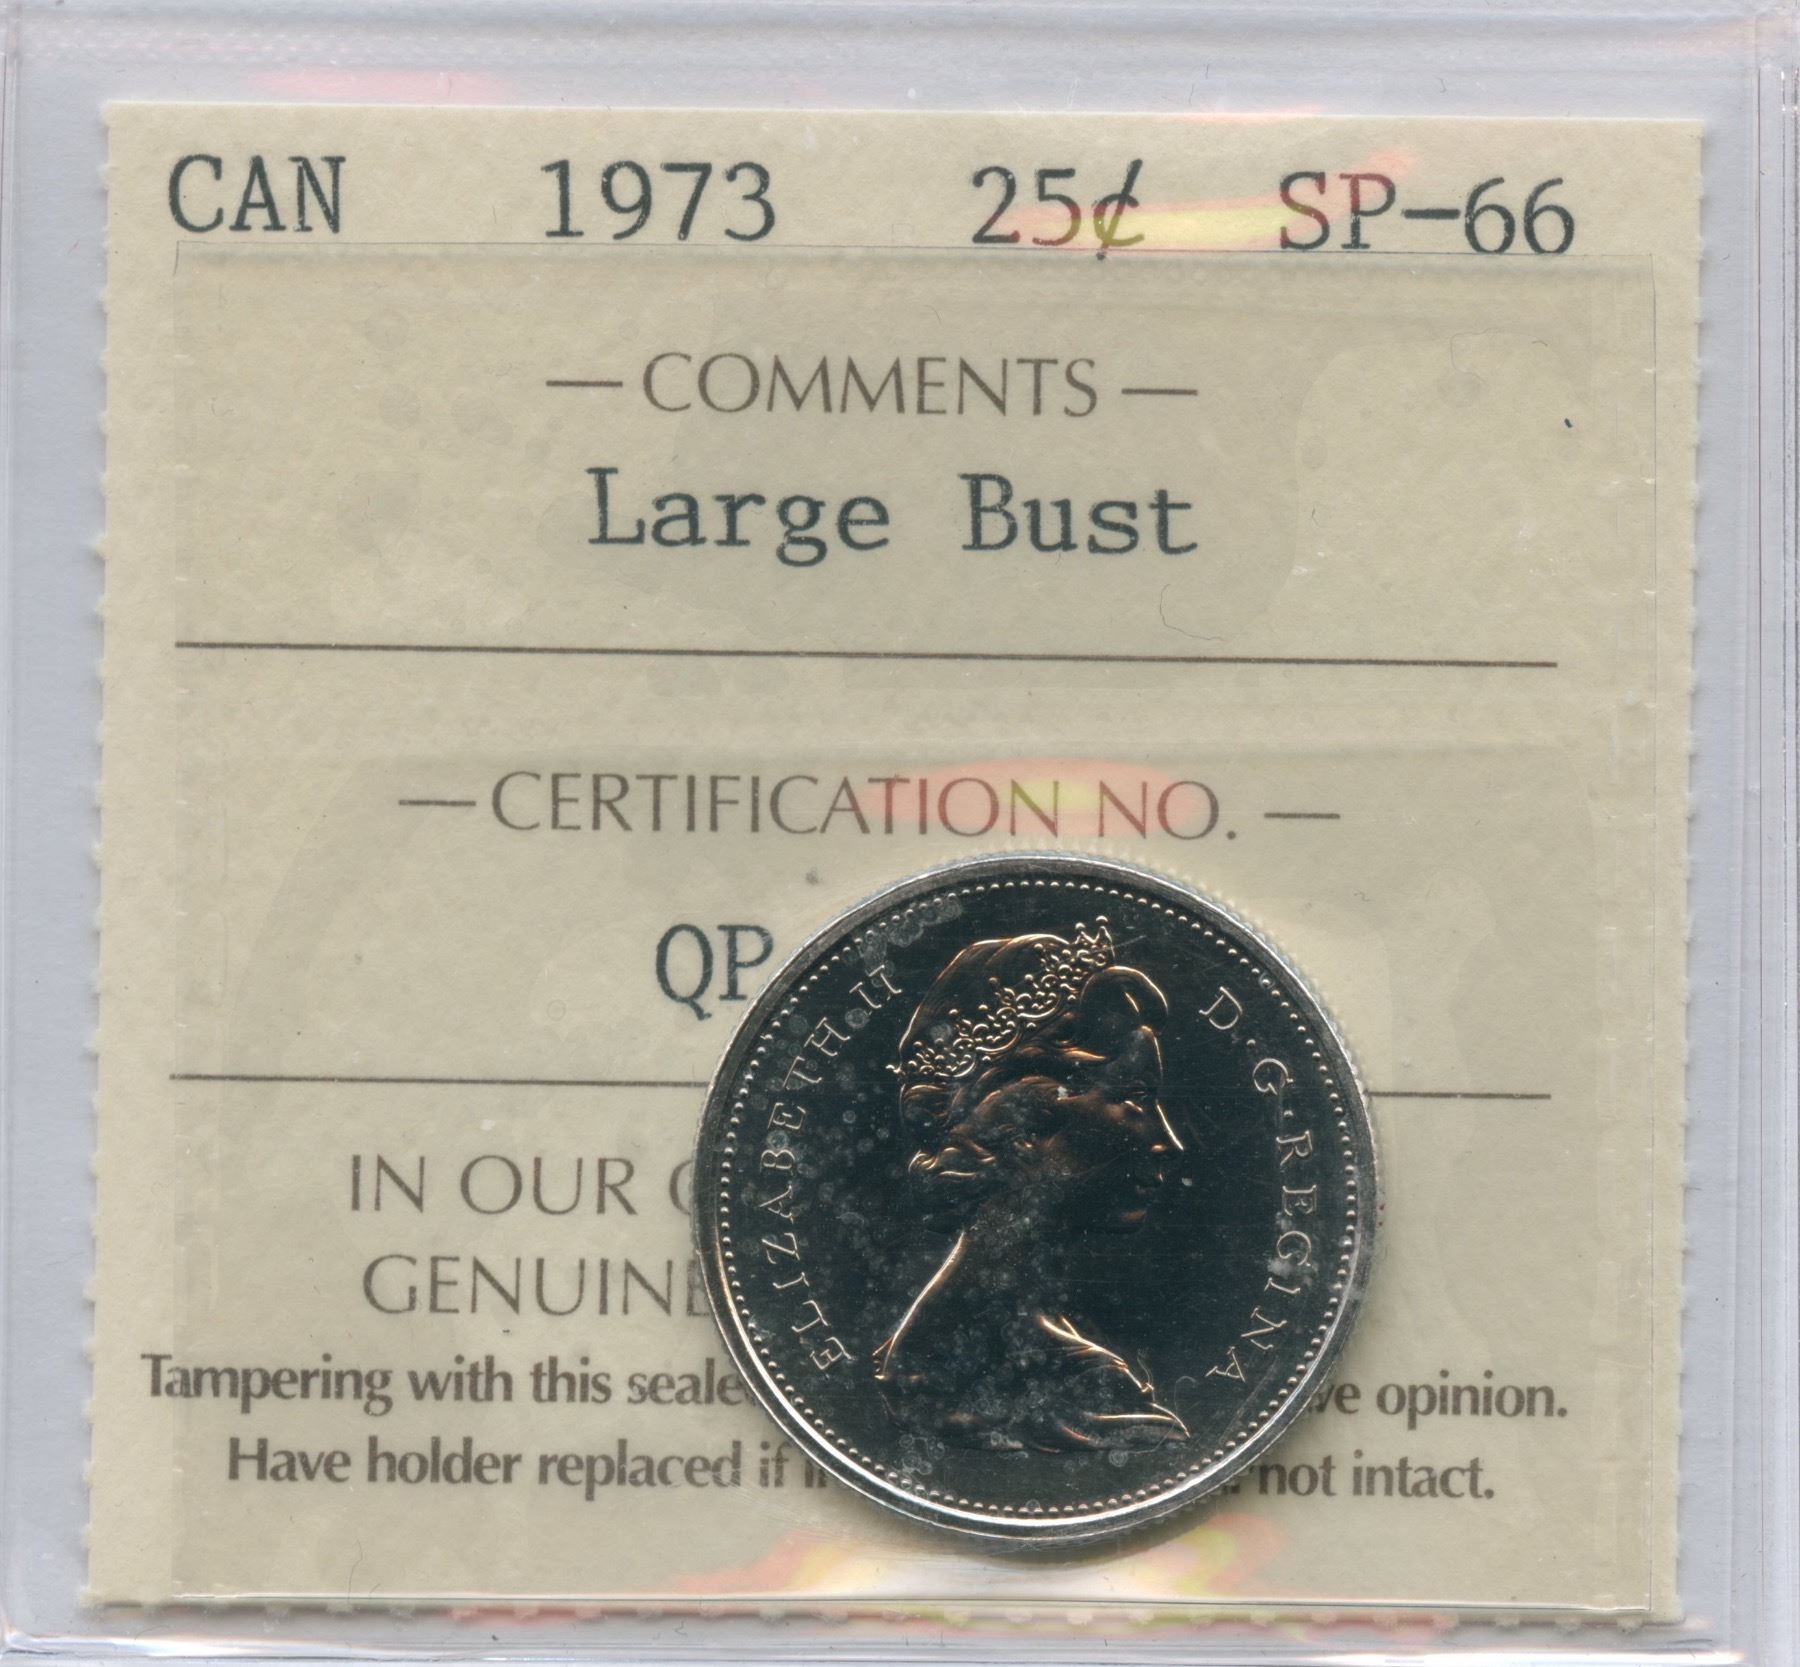 CAN 1973 25¢ SP-66
— COMMENTS —
Large Bust
— CERTIFICATION NO. —
QP
IN OUR
GENUINE
Tampering with this seale ve opinion.
Have holder replaced if not intact.
ELIZABETH II D·G·REGINA